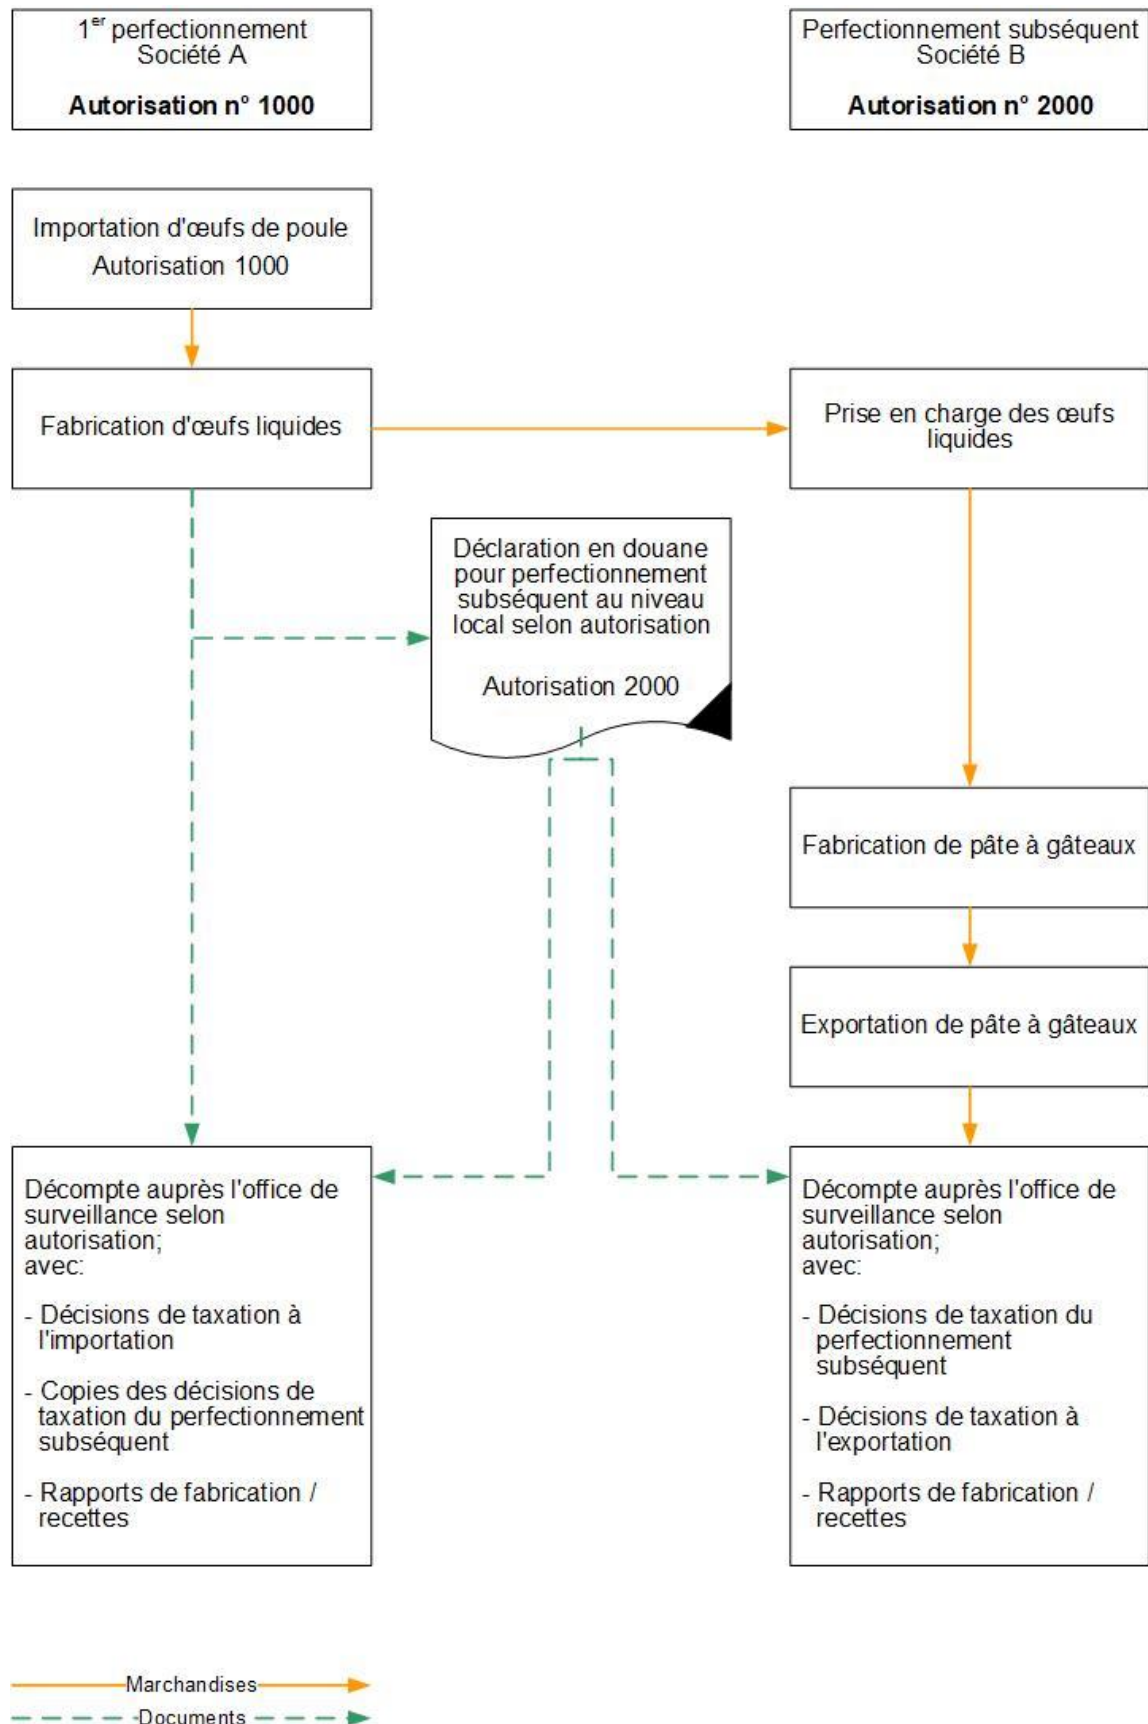 1er perfectionnement
Société A
Autorisation n° 1000
Perfectionnement subséquent
Société B
Autorisation n° 2000
Importation d'œufs de poule
Autorisation 1000
Fabrication d'œufs liquides
Prise en charge des œufs
liquides
Déclaration en douane
pour perfectionnement
subséquent au niveau
local selon autorisation
Autorisation 2000
Fabrication de pâte à gâteaux
Exportation de pâte à gâteaux
Décompte auprès l'office de
surveillance selon
autorisation;
avec:
- Décisions de taxation à
l'importation
- Copies des décisions de
taxation du perfectionnement
subséquent
- Rapports de fabrication /
recettes
Décompte auprès l'office de
surveillance selon
autorisation;
avec:
- Décisions de taxation du
perfectionnement
subséquent
- Décisions de taxation à
l'exportation
- Rapports de fabrication /
recettes
Marchandises
Documents